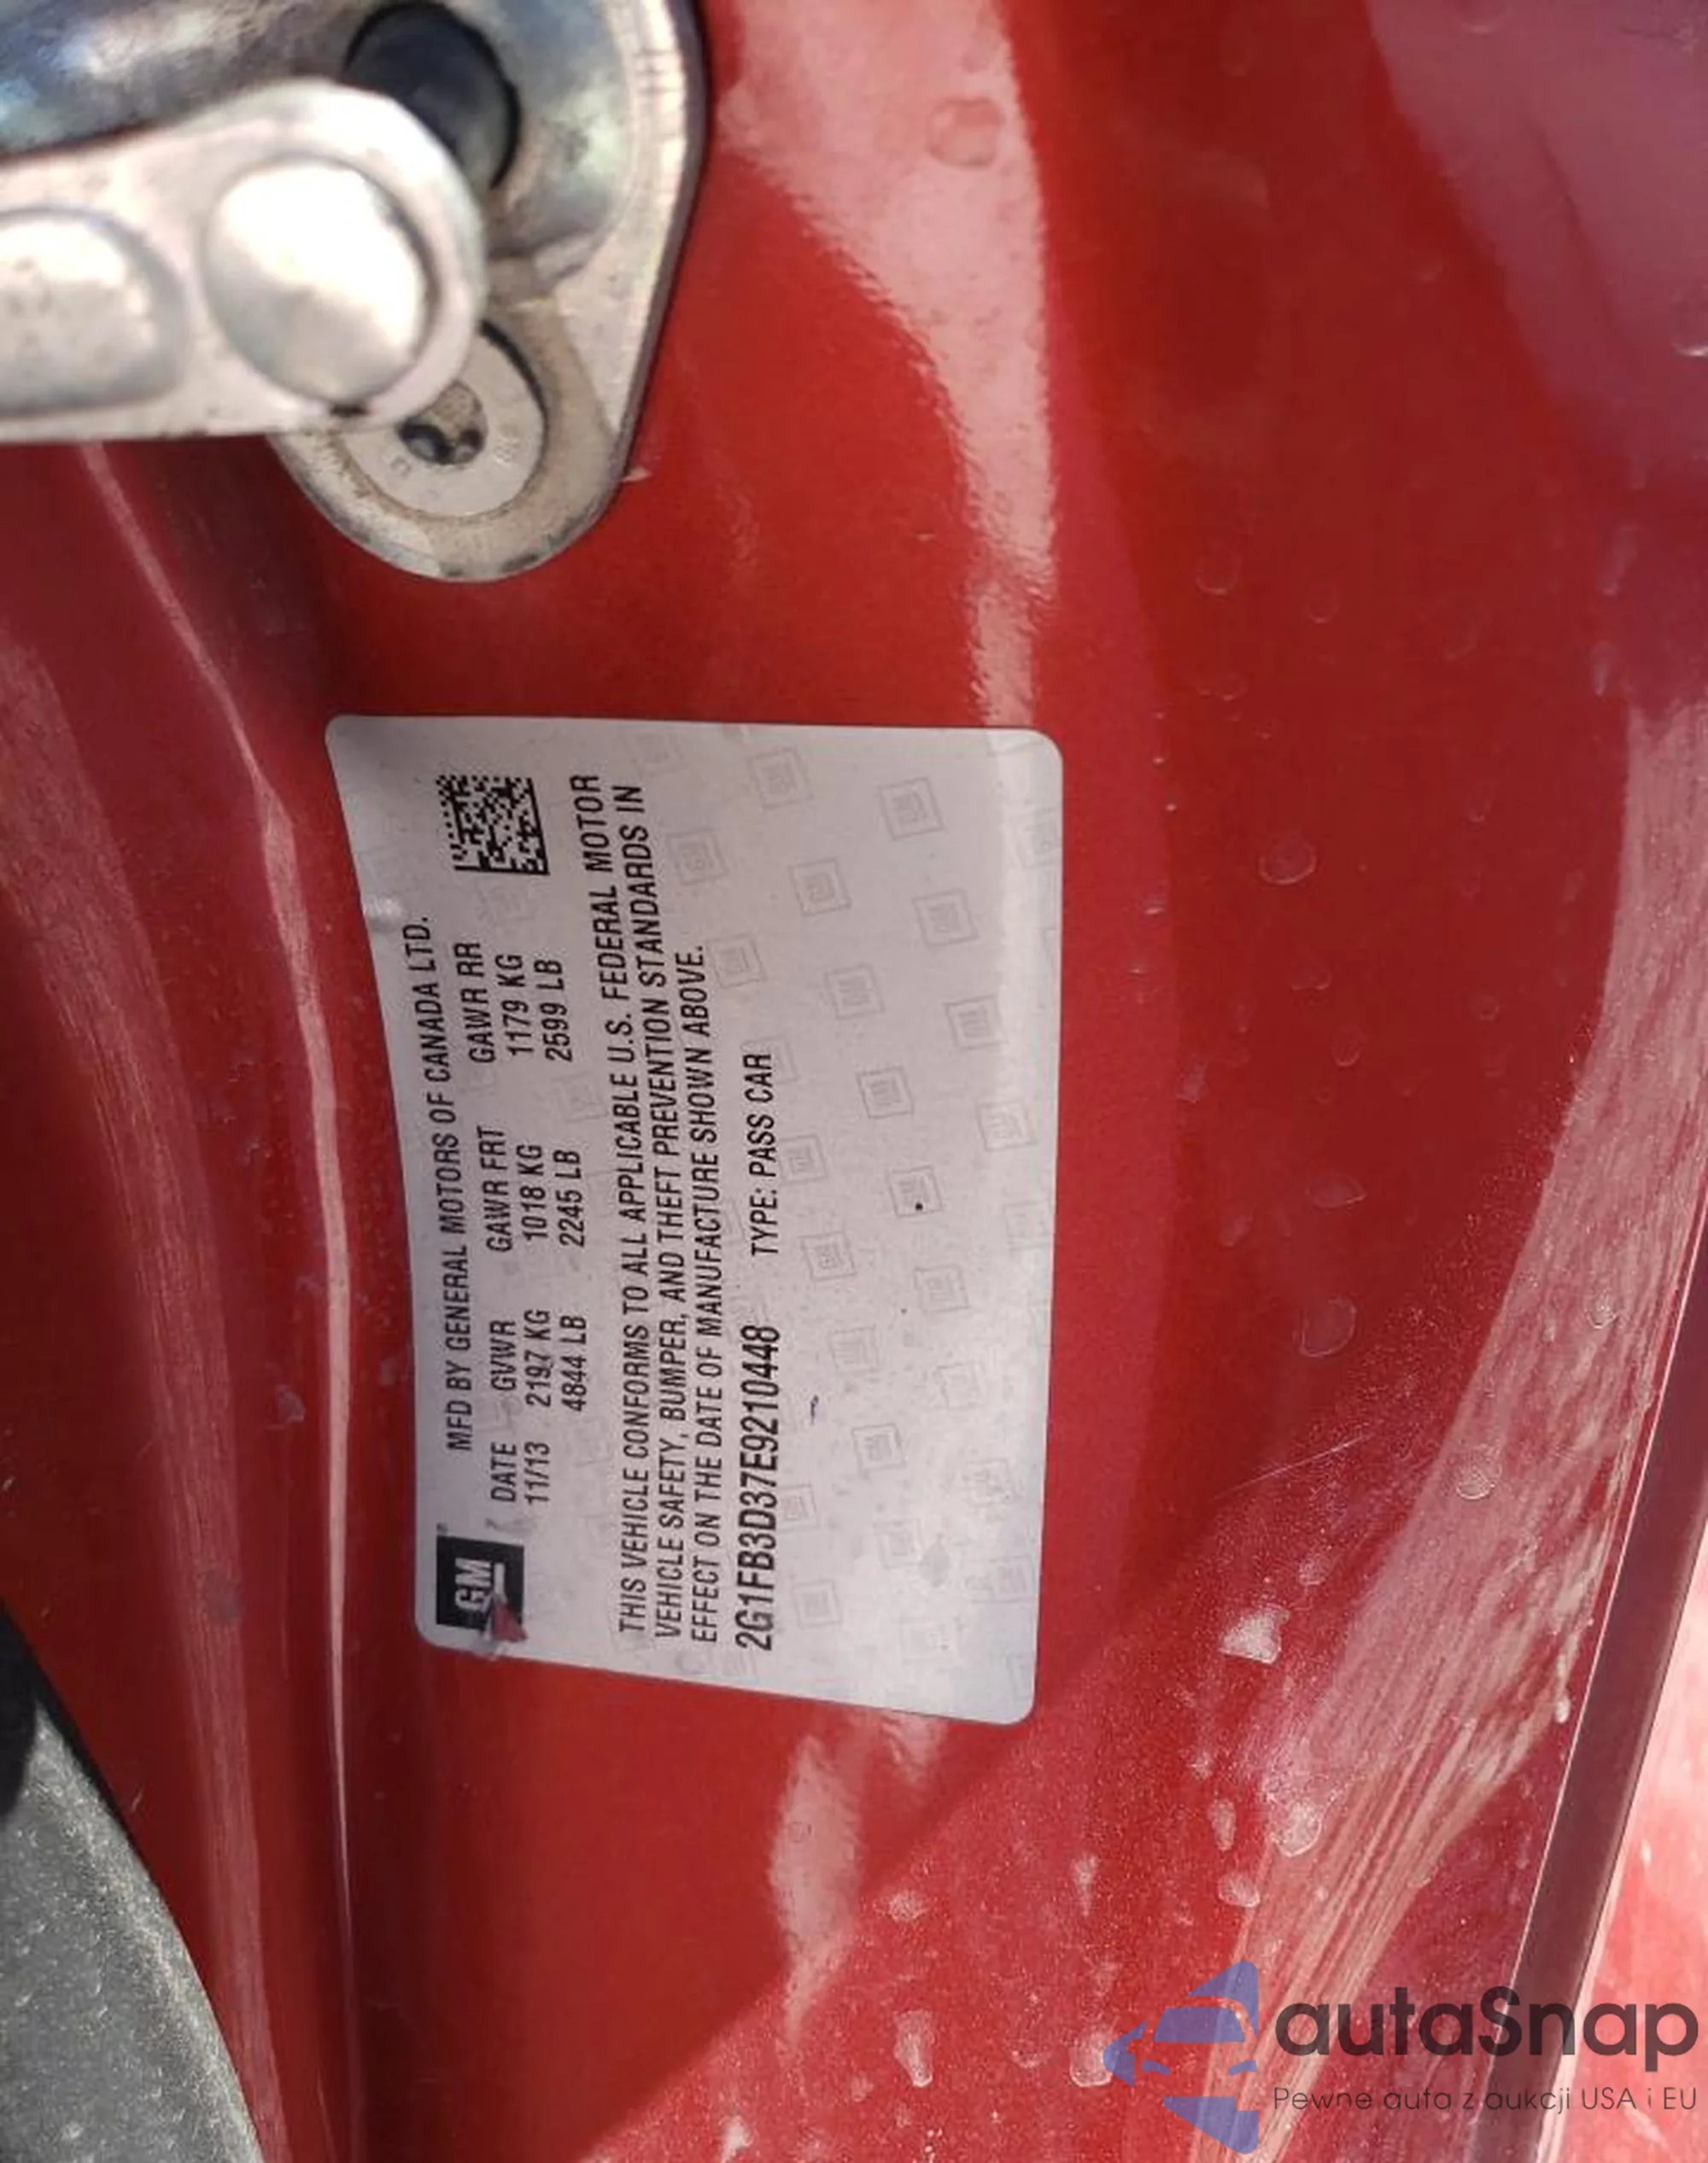 GM
MFD BY GENERAL MOTORS OF CANADA LTD.
DATE GVWR GAWR FRT GAWR RR
11/13 2197 KG 1018 KG 1179 KG
4844 LB 2245 LB 2599 LB
THIS VEHICLE CONFORMS TO ALL APPLICABLE U.S. FEDERAL MOTOR
VEHICLE SAFETY, BUMPER, AND THEFT PREVENTION STANDARDS IN
EFFECT ON THE DATE OF MANUFACTURE SHOWN ABOVE.
2G1FB3D37E9210448 TYPE: PASS CAR
autaSnap
Pewne auta z aukcji USA i EU